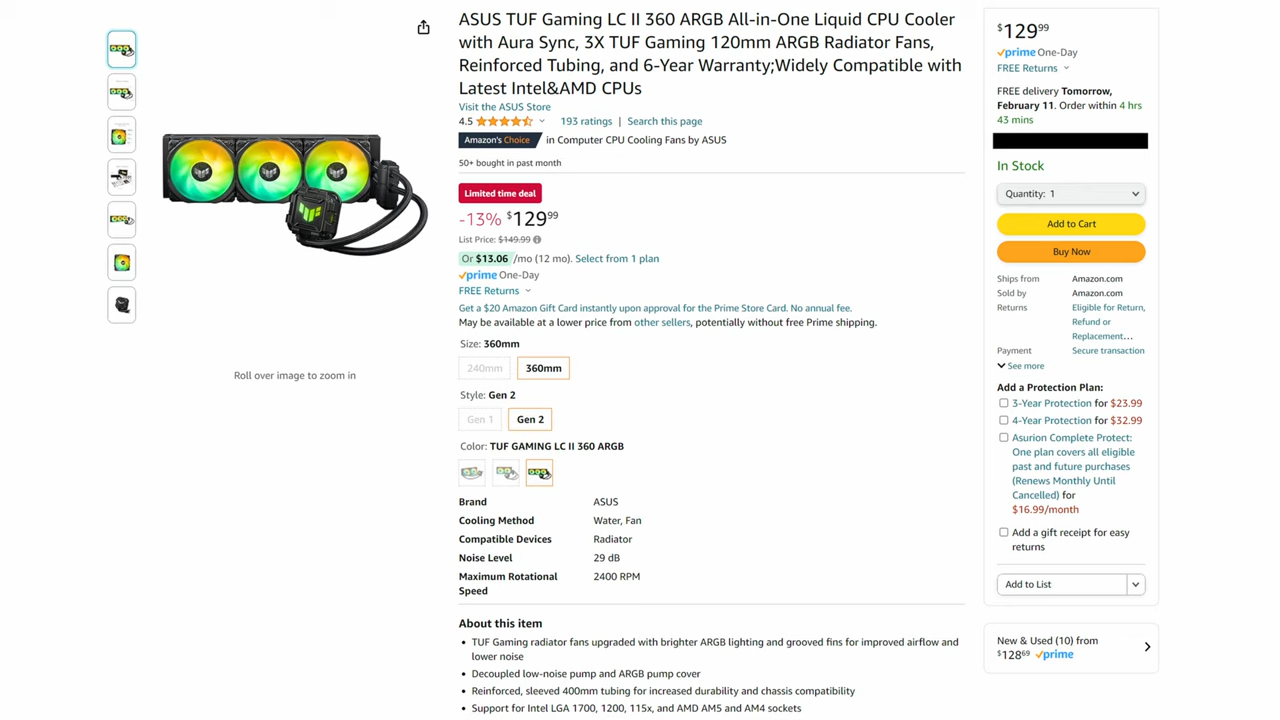 ASUS TUF Gaming LC II 360 ARGB All-in-One Liquid CPU Cooler
with Aura Sync, 3X TUF Gaming 120mm ARGB Radiator Fans,
Reinforced Tubing, and 6-Year Warranty;Widely Compatible with
Latest Intel&AMD CPUs
Visit the ASUS Store
4.5 193 ratings | Search this page
Amazon's Choice in Computer CPU Cooling Fans by ASUS
50+ bought in past month
Limited time deal
-13% $129 99
List Price: $149.99
Or $13.06 /mo (12 mo). Select from 1 plan
prime One-Day
FREE Returns
Get a $20 Amazon Gift Card instantly upon approval for the Prime Store Card. No annual fee.
May be available at a lower price from other sellers, potentially without free Prime shipping.
Size: 360mm
240mm 360mm
Style: Gen 2
Gen 1 Gen 2
Color: TUF GAMING LC II 360 ARGB
Brand ASUS
Cooling Method Water, Fan
Compatible Devices Radiator
Noise Level 29 dB
Maximum Rotational 2400 RPM
Speed
About this item
• TUF Gaming radiator fans upgraded with brighter ARGB lighting and grooved fins for improved airflow and
lower noise
• Decoupled low-noise pump and ARGB pump cover
• Reinforced, sleeved 400mm tubing for increased durability and chassis compatibility
• Support for Intel LGA 1700, 1200, 115x, and AMD AM5 and AM4 sockets
Roll over image to zoom in
$129 99
prime One-Day
FREE Returns
FREE delivery Tomorrow,
February 11. Order within 4 hrs
43 mins
In Stock
Quantity: 1
Add to Cart
Buy Now
Ships from Amazon.com
Sold by Amazon.com
Returns Eligible for Return,
Refund or
Replacement…
Payment Secure transaction
See more
Add a Protection Plan:
3-Year Protection for $23.99
4-Year Protection for $32.99
Asurion Complete Protect:
One plan covers all eligible
past and future purchases
(Renews Monthly Until
Cancelled) for
$16.99/month
Add a gift receipt for easy
returns
Add to List
New & Used (10) from
$128 69 prime